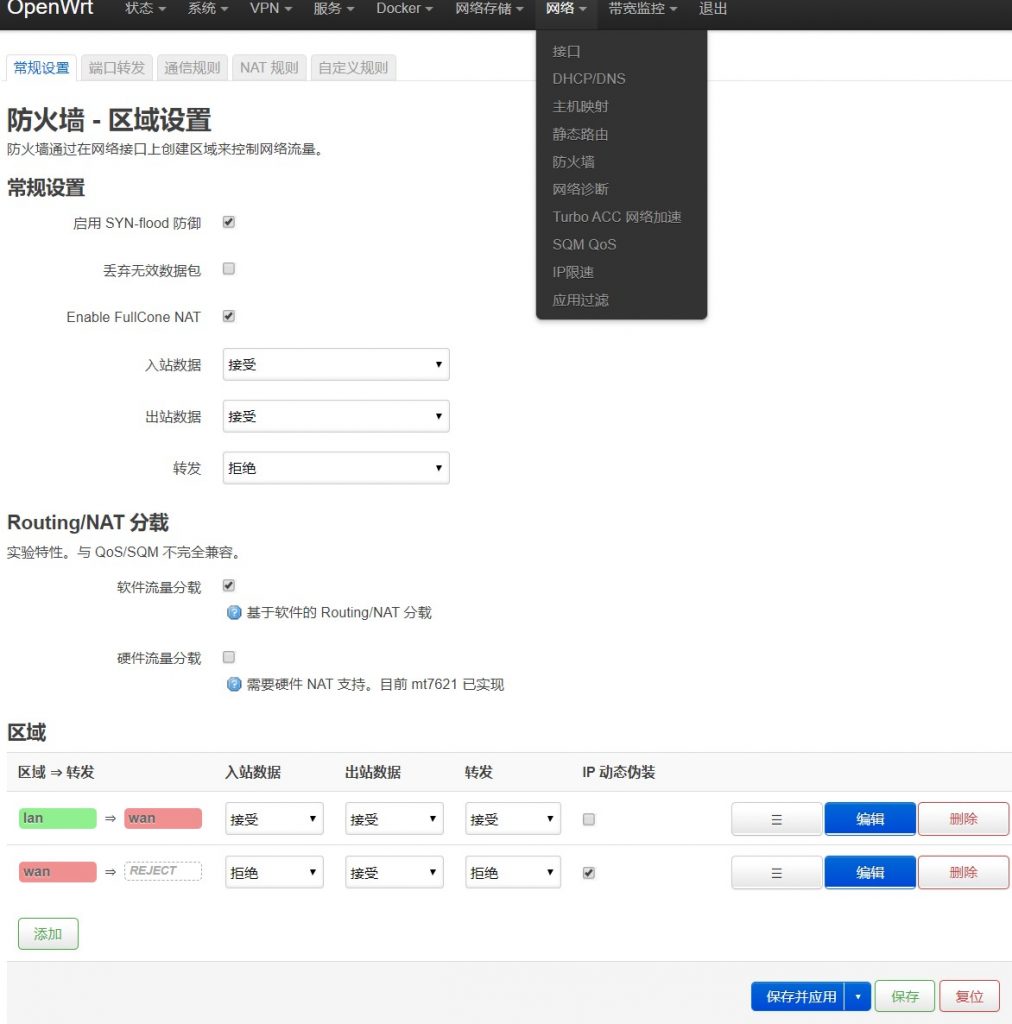 OpenWrt 状态 系统 VPN 服务 Docker 网络存储 网络 带宽监控 退出
接口
DHCP/DNS
主机映射
静态路由
防火墙
网络诊断
Turbo ACC 网络加速
SQM QoS
IP限速
应用过滤
常规设置 端口转发 通信规则 NAT 规则 自定义规则
防火墙 - 区域设置
防火墙通过在网络接口上创建区域来控制网络流量。
常规设置
启用 SYN-flood 防御
丢弃无效数据包
Enable FullCone NAT
入站数据 接受
出站数据 接受
转发 拒绝
Routing/NAT 分载
实验特性。与 QoS/SQM 不完全兼容。
软件流量分载
基于软件的 Routing/NAT 分载
硬件流量分载
需要硬件 NAT 支持。目前 mt7621 已实现
区域
区域 ⇒ 转发 入站数据 出站数据 转发 IP 动态伪装
lan ⇒ wan 接受 接受 接受 编辑 删除
wan ⇒ REJECT 拒绝 接受 拒绝 编辑 删除
添加
保存并应用 保存 复位